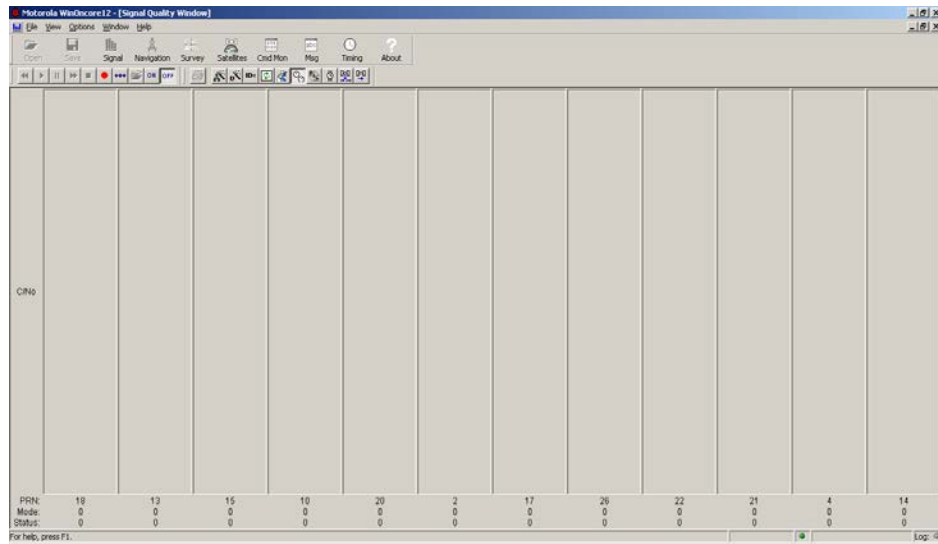 Motorola WinOncore12 - [Signal Quality Window]
File View Options Window Help
Open Save Signal Navigation Survey Satellites Cmd Mon Msg Timing About
ON OFF
C/No
PRN: 18 13 15 10 20 2 17 26 22 21 4 14
Mode: 0 0 0 0 0 0 0 0 0 0 0 0
Status: 0 0 0 0 0 0 0 0 0 0 0 0
For help, press F1. Log: